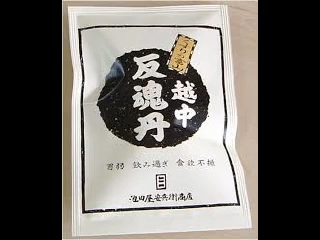 越中
反魂丹
胃弱 飲み過ぎ 食欲不振
池田屋安兵衛商店